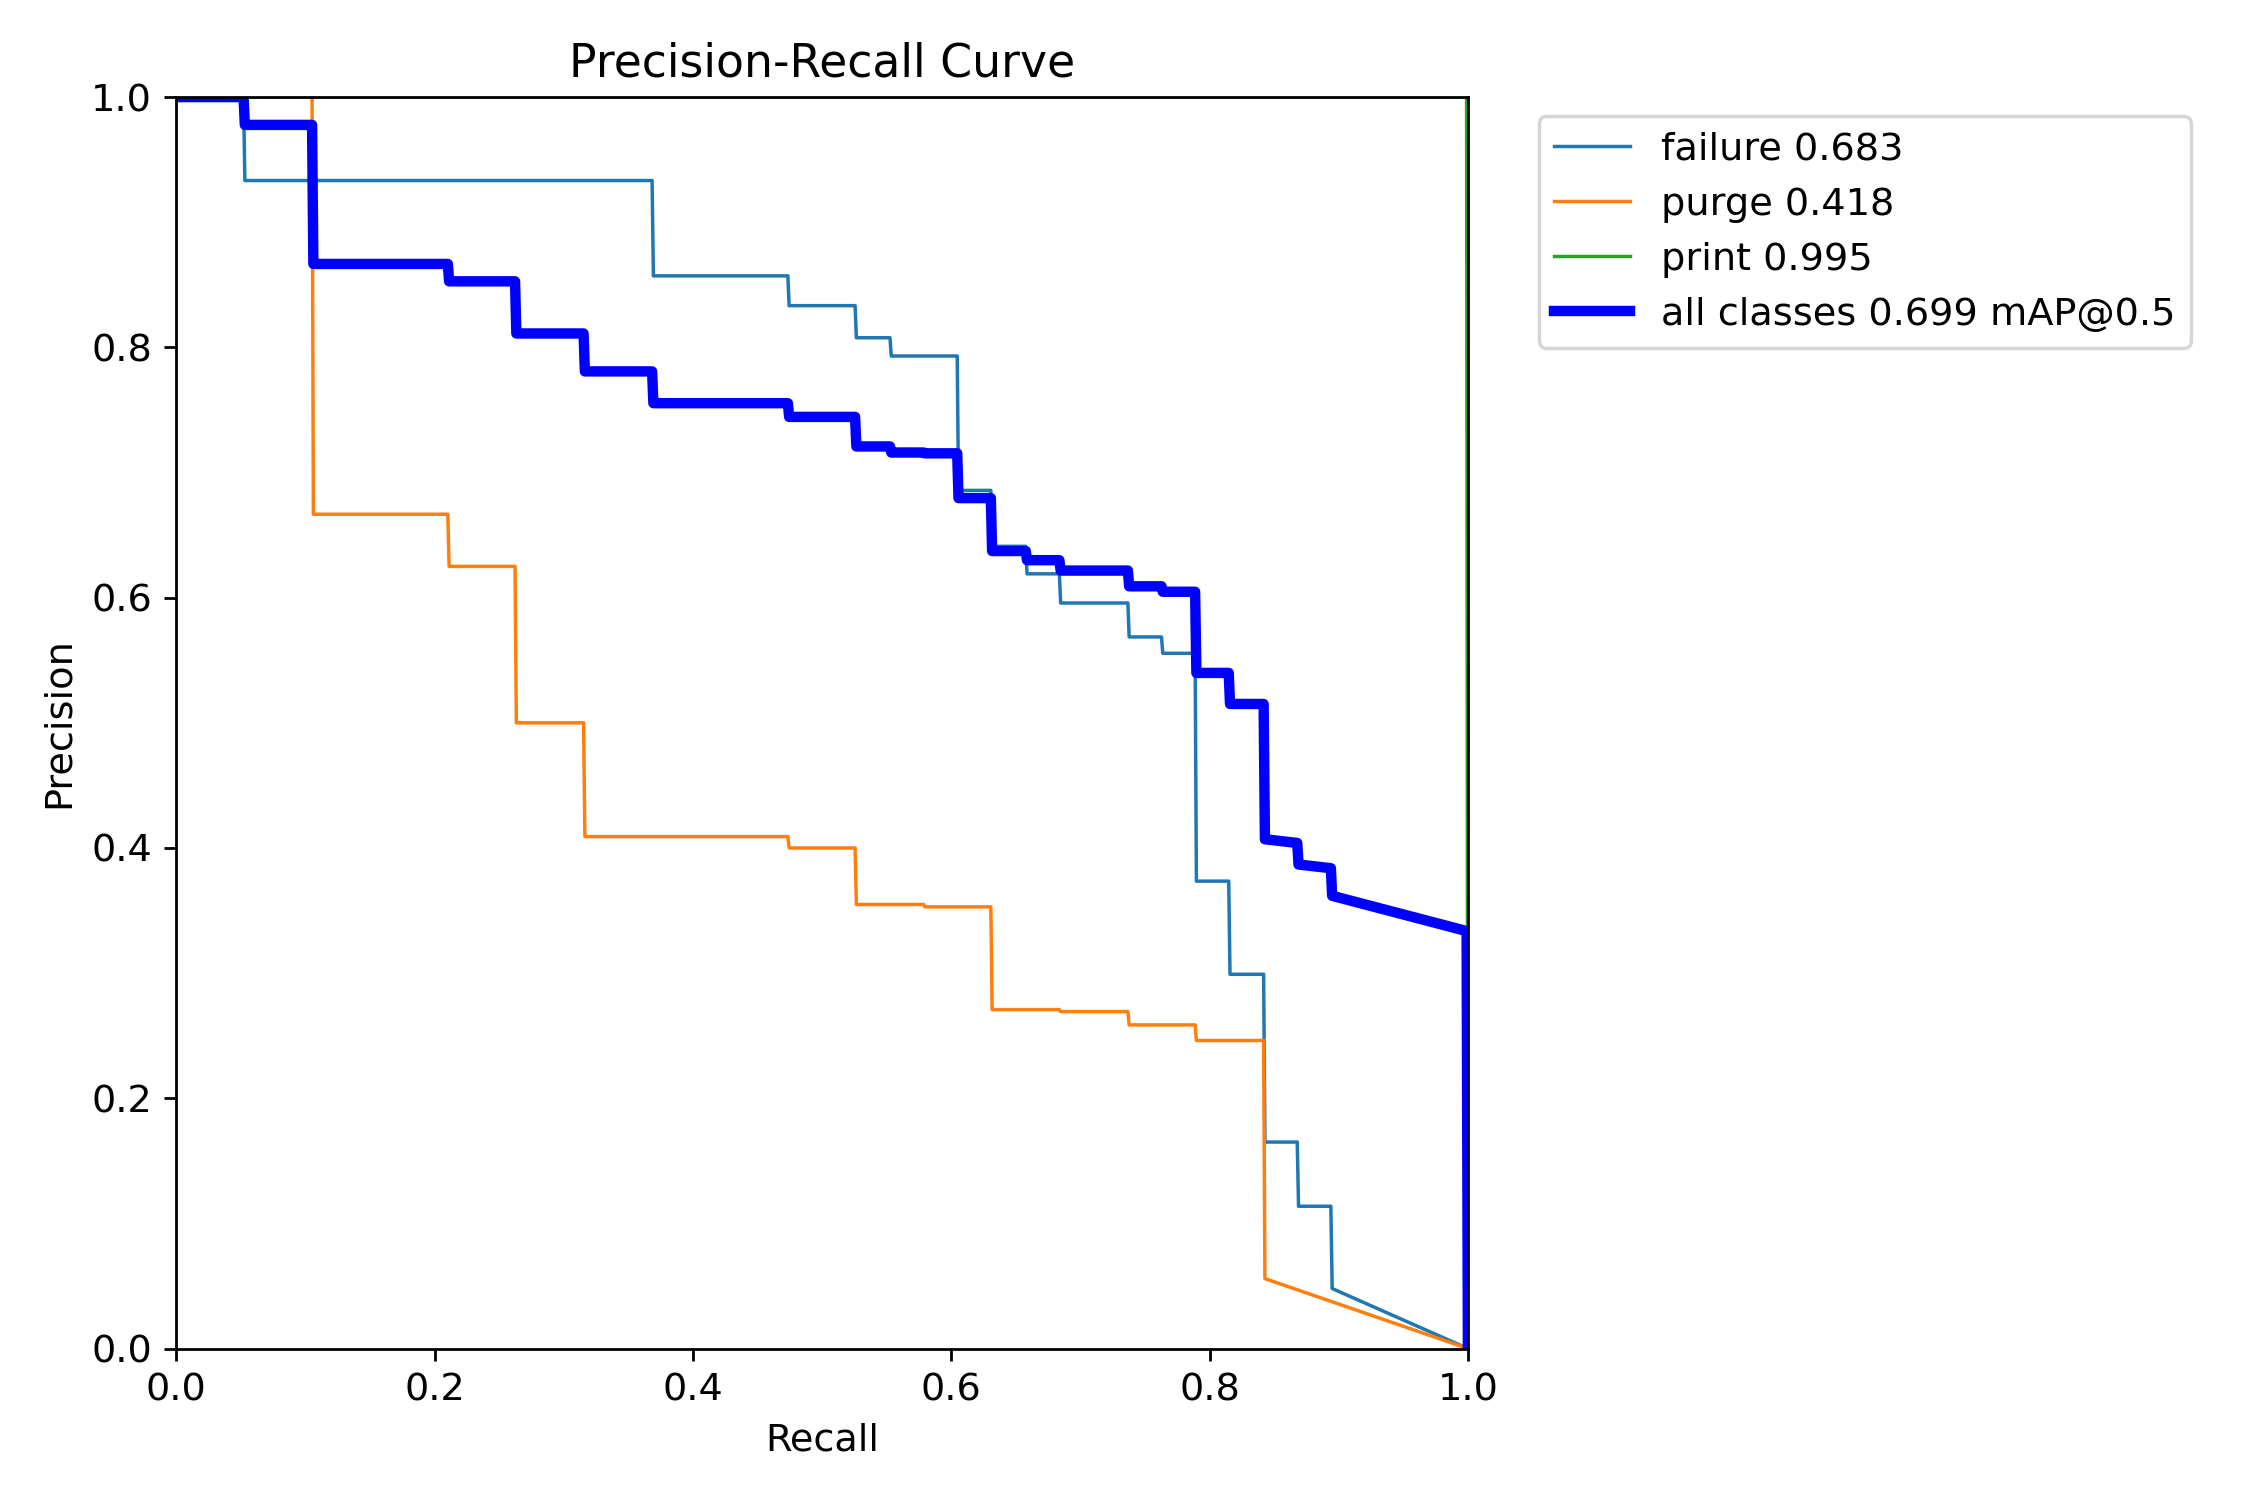 Precision-Recall Curve
1.0
0.8
0.6
0.4
0.2
0.0
Precision
0.0 0.2 0.4 0.6 0.8 1.0
Recall
failure 0.683
purge 0.418
print 0.995
all classes 0.699 mAP@0.5